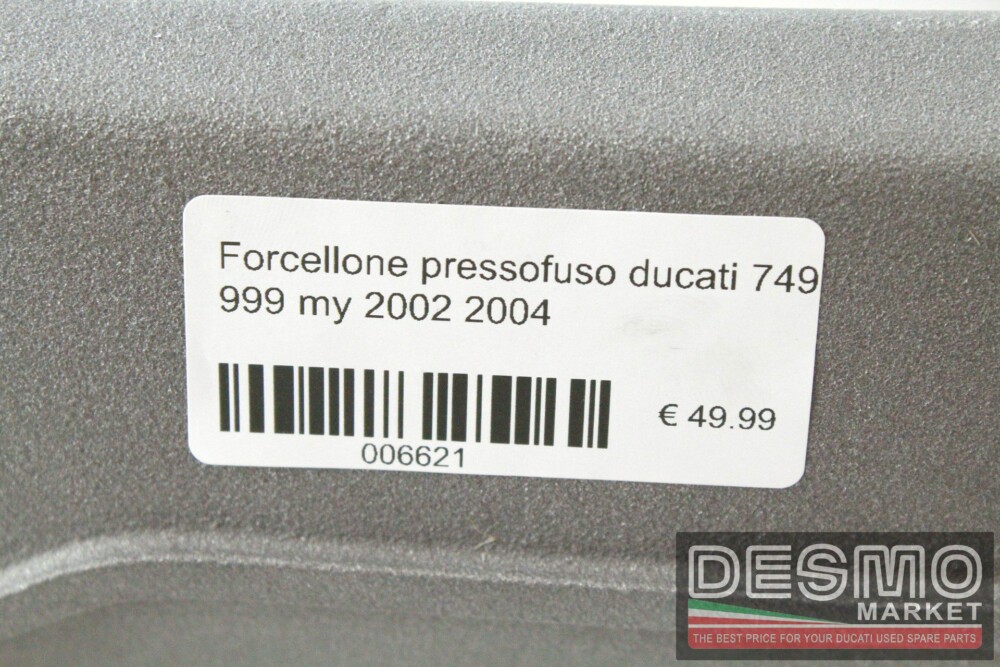 Forcellone pressofuso ducati 749
999 my 2002 2004
€ 49.99
006621
DESMO
MARKET
THE BEST PRICE FOR YOUR DUCATI USED SPARE PARTS